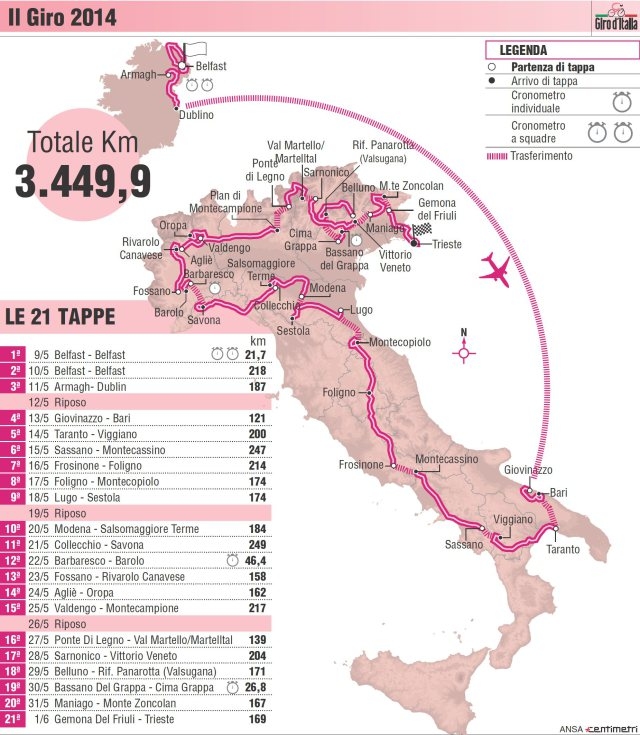 Il Giro 2014
Giro d'Italia
LEGENDA
Partenza di tappa
Arrivo di tappa
Cronometro
individuale
Cronometro
a squadre
Trasferimento
Belfast
Armagh
Dublino
Totale Km
3.449,9
Val Martello/
Martelltal
Rif. Panarotta
(Valsugana)
Ponte
di Legno
Sarnonico
Belluno
M.te Zoncolan
Plan di
Montecampione
Gemona
del Friuli
Oropa
Cima
Grappa
Maniago
Trieste
Rivarolo
Canavese
Valdengo
Bassano
del Grappa
Vittorio
Veneto
Agliè
Salsomaggiore
Terme
Barbaresco
Modena
Fossano
Collecchio
Lugo
Barolo
Savona
Sestola
Montecopiolo
N
Foligno
Frosinone
Montecassino
Giovinazzo
Bari
Viggiano
Sassano
Taranto
LE 21 TAPPE
km
1ª 9/5 Belfast - Belfast 21,7
2ª 10/5 Belfast - Belfast 218
3ª 11/5 Armagh- Dublin 187
12/5 Riposo
4ª 13/5 Giovinazzo - Bari 121
5ª 14/5 Taranto - Viggiano 200
6ª 15/5 Sassano - Montecassino 247
7ª 16/5 Frosinone - Foligno 214
8ª 17/5 Foligno - Montecopiolo 174
9ª 18/5 Lugo - Sestola 174
19/5 Riposo
10ª 20/5 Modena - Salsomaggiore Terme 184
11ª 21/5 Collecchio - Savona 249
12ª 22/5 Barbaresco - Barolo 46,4
13ª 23/5 Fossano - Rivarolo Canavese 158
14ª 24/5 Agliè - Oropa 162
15ª 25/5 Valdengo - Montecampione 217
26/5 Riposo
16ª 27/5 Ponte Di Legno - Val Martello/Martelltal 139
17ª 28/5 Sarnonico - Vittorio Veneto 204
18ª 29/5 Belluno - Rif. Panarotta (Valsugana) 171
19ª 30/5 Bassano Del Grappa - Cima Grappa 26,8
20ª 31/5 Maniago - Monte Zoncolan 167
21ª 1/6 Gemona Del Friuli - Trieste 169
ANSA centimetri